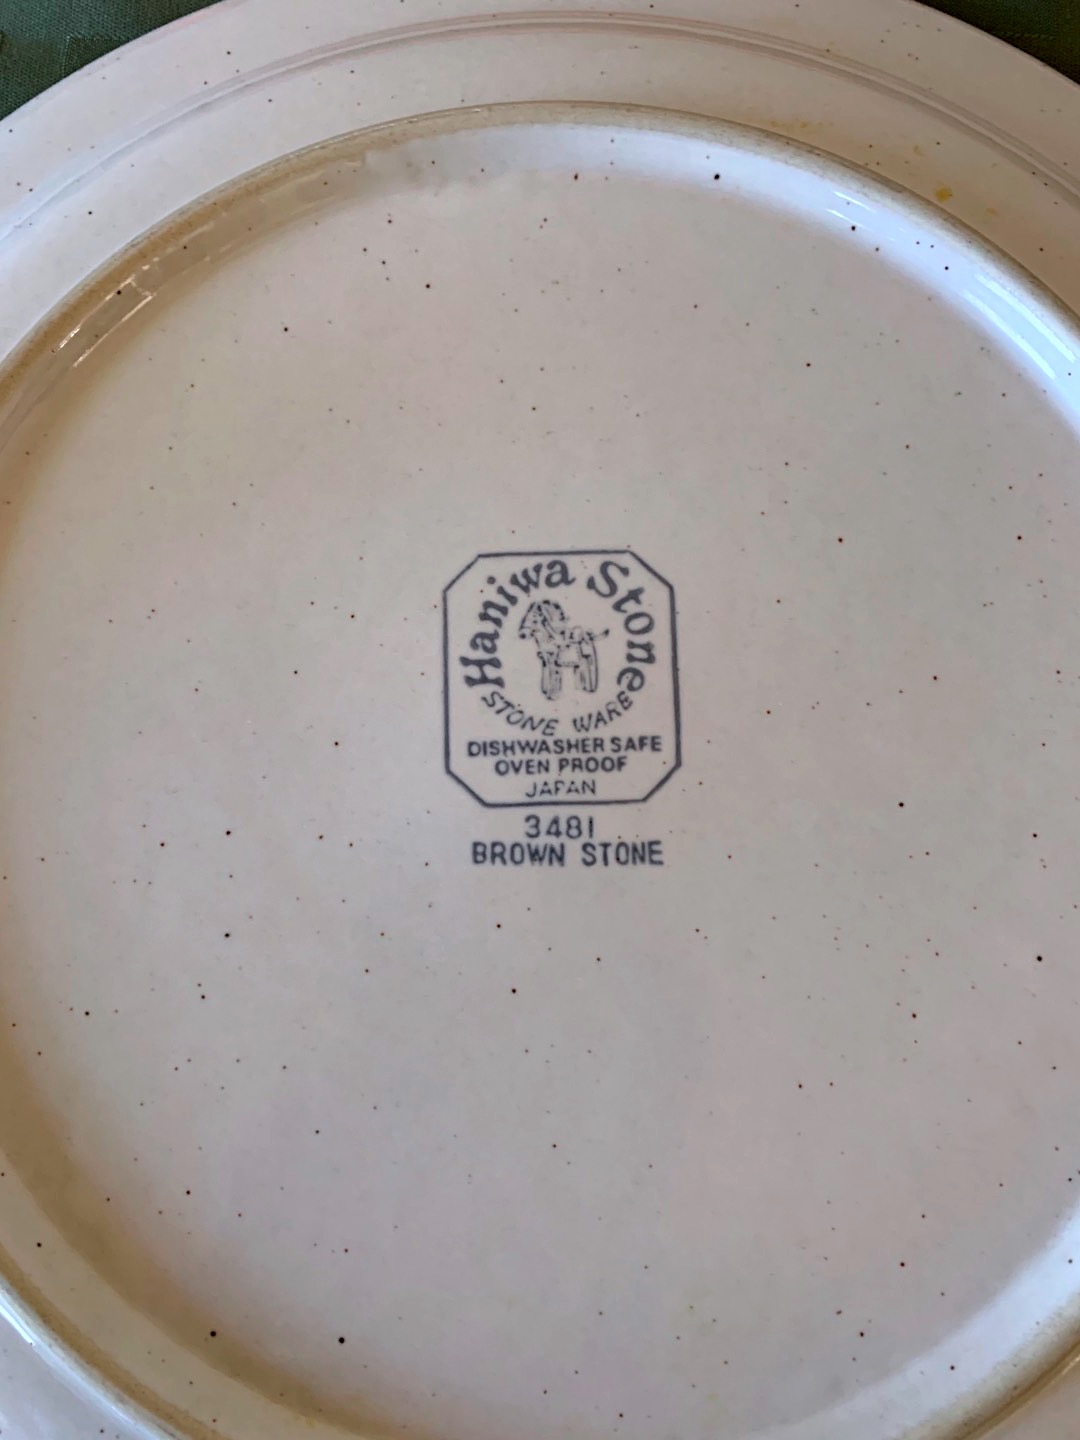 Haniwa Stone
STONE WARE
DISHWASHER SAFE
OVEN PROOF
JAPAN
3481
BROWN STONE